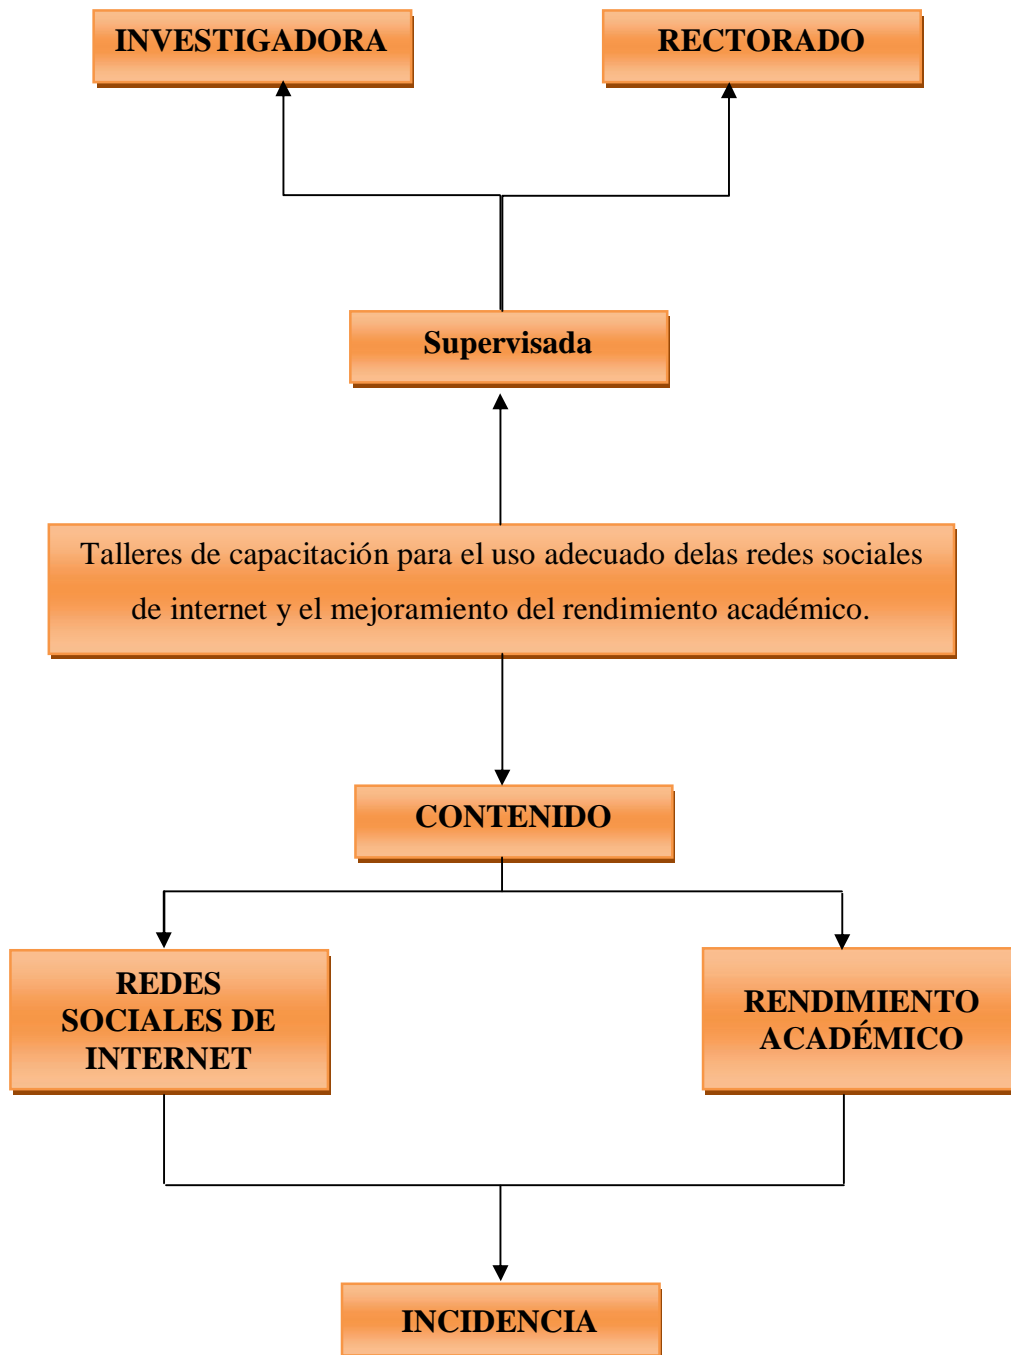 INVESTIGADORA
RECTORADO
Supervisada
Talleres de capacitación para el uso adecuado delas redes sociales
de internet y el mejoramiento del rendimiento académico.
CONTENIDO
REDES
SOCIALES DE
INTERNET
RENDIMIENTO
ACADÉMICO
INCIDENCIA